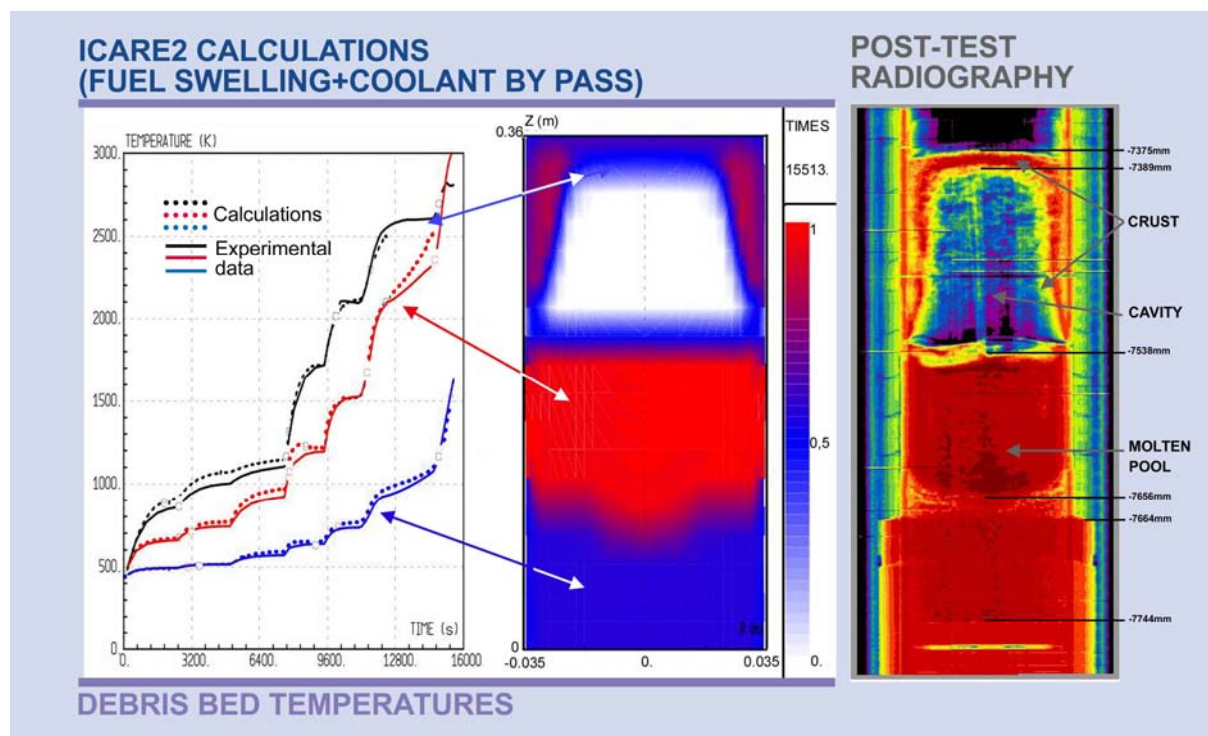 ICARE2 CALCULATIONS
(FUEL SWELLING+COOLANT BY PASS)
POST-TEST
RADIOGRAPHY
TEMPERATURE (K)
3000.
2500.
2000.
1500.
1000.
500.
0.
Calculations
Experimental
data
TIME (s)
0.
3200.
6400.
9600.
12800.
16000
Z (m)
0.36
0
-0.035
0.
0.035
TIMES
15513.
1
0,5
0.
-7375mm
-7389mm
CRUST
CAVITY
-7538mm
MOLTEN
POOL
-7656mm
-7664mm
-7744mm
DEBRIS BED TEMPERATURES